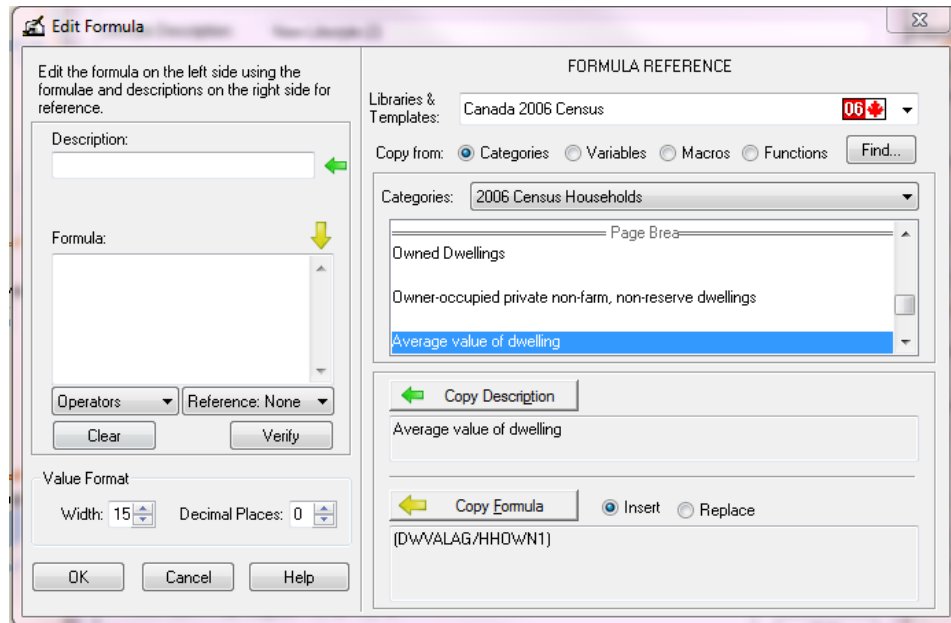 Edit Formula
Edit the formula on the left side using the
formulae and descriptions on the right side for
reference.
Description:
Formula:
Operators
Reference: None
Clear
Verify
Value Format
Width: 15
Decimal Places: 0
OK
Cancel
Help
FORMULA REFERENCE
Libraries &
Templates:
Canada 2006 Census
06
Copy from:
Categories
Variables
Macros
Functions
Find...
Categories:
2006 Census Households
Page Brea
Owned Dwellings
Owner-occupied private non-farm, non-reserve dwellings
Average value of dwelling
Copy Description
Average value of dwelling
Copy Formula
Insert
Replace
(DWVALAG/HHOWN1)